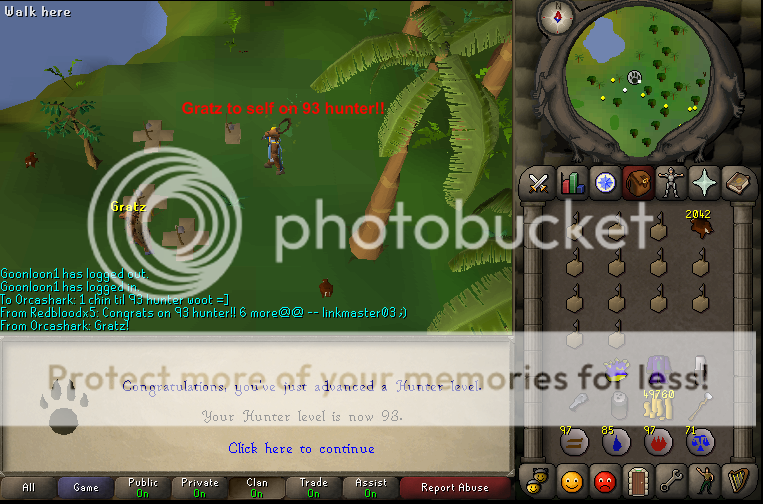 Walk here
Gratz to self on 93 hunter!!
2042
Gratz
photobucket
Goonloon1 has logged out.
Goonloon1 has logged in.
To Orcashark: 1 chin til 93 hunter woot =]
From Redbloodx5: Congrats on 93 hunter!! 6 more@@ -- linkmaster03 ;)
From Orcashark: Gratz!
Protect more of your memories for less!
Congratulations, you've just advanced a Hunter level.
49760
Your Hunter level is now 93.
97 85 97 71
Click here to continue
All Game Public On Private On Clan On Trade On Assist On Report Abuse